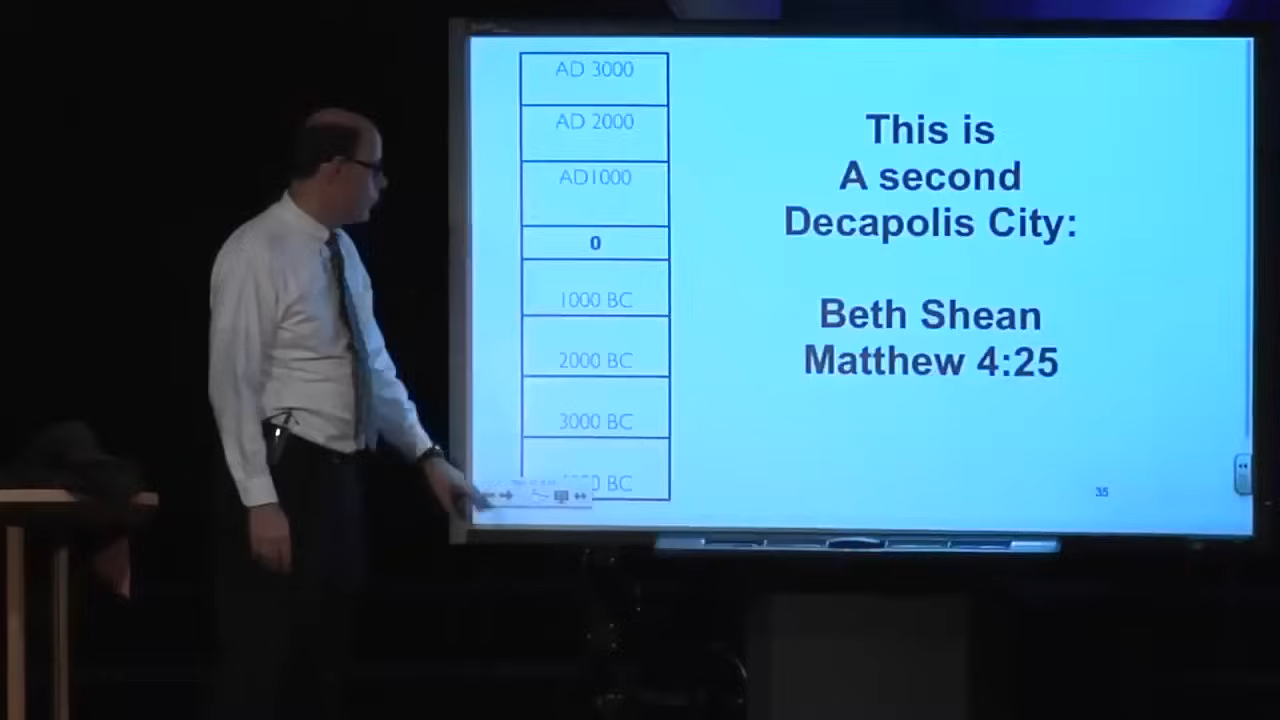 AD 3000
AD 2000
AD1000
0
1000 BC
2000 BC
3000 BC
BC
This is
A second
Decapolis City:
Beth Shean
Matthew 4:25
35